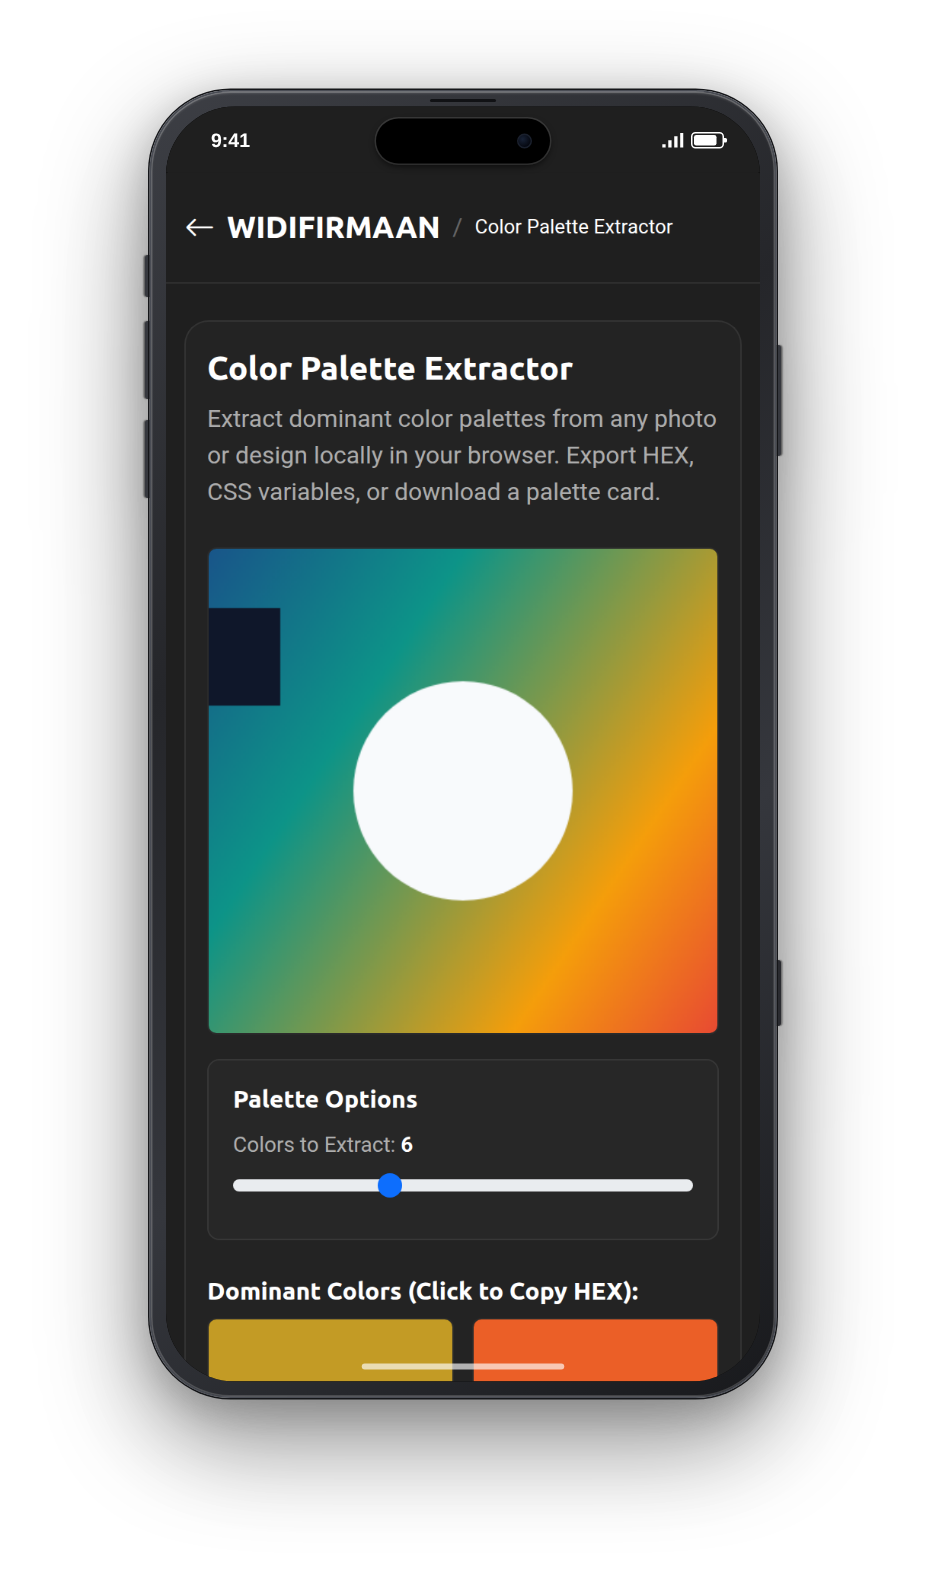 9:41
WIDIFIRMAAN / Color Palette Extractor
Color Palette Extractor
Extract dominant color palettes from any photo
or design locally in your browser. Export HEX,
CSS variables, or download a palette card.
Palette Options
Colors to Extract: 6
Dominant Colors (Click to Copy HEX):